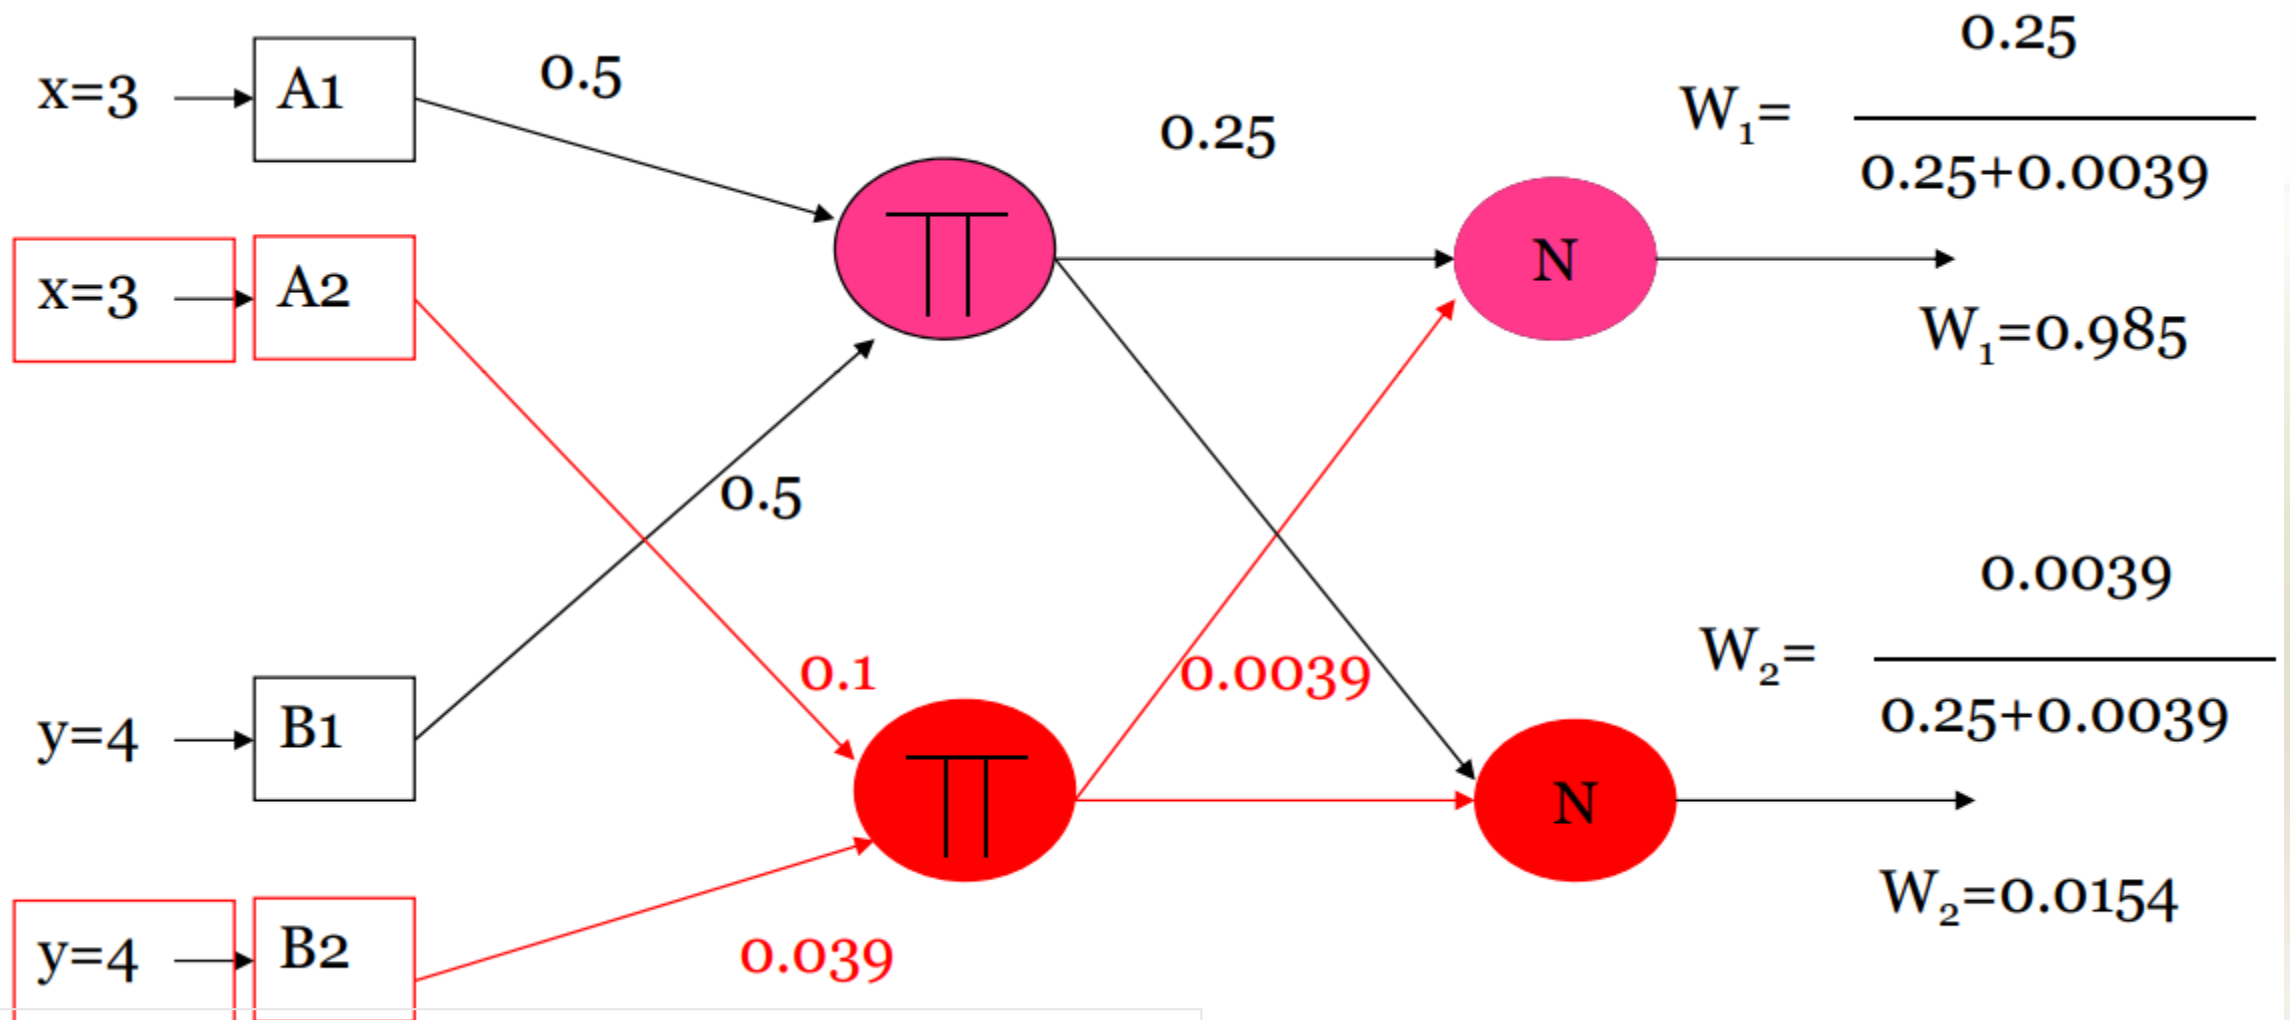 x=3
A1
0.5
0.25
W₁=
0.25
0.25+0.0039
x=3
A2
∏
N
W₁=0.985
0.5
y=4
B1
0.1
0.0039
W₂=
0.0039
0.25+0.0039
∏
N
y=4
B2
0.039
W₂=0.0154